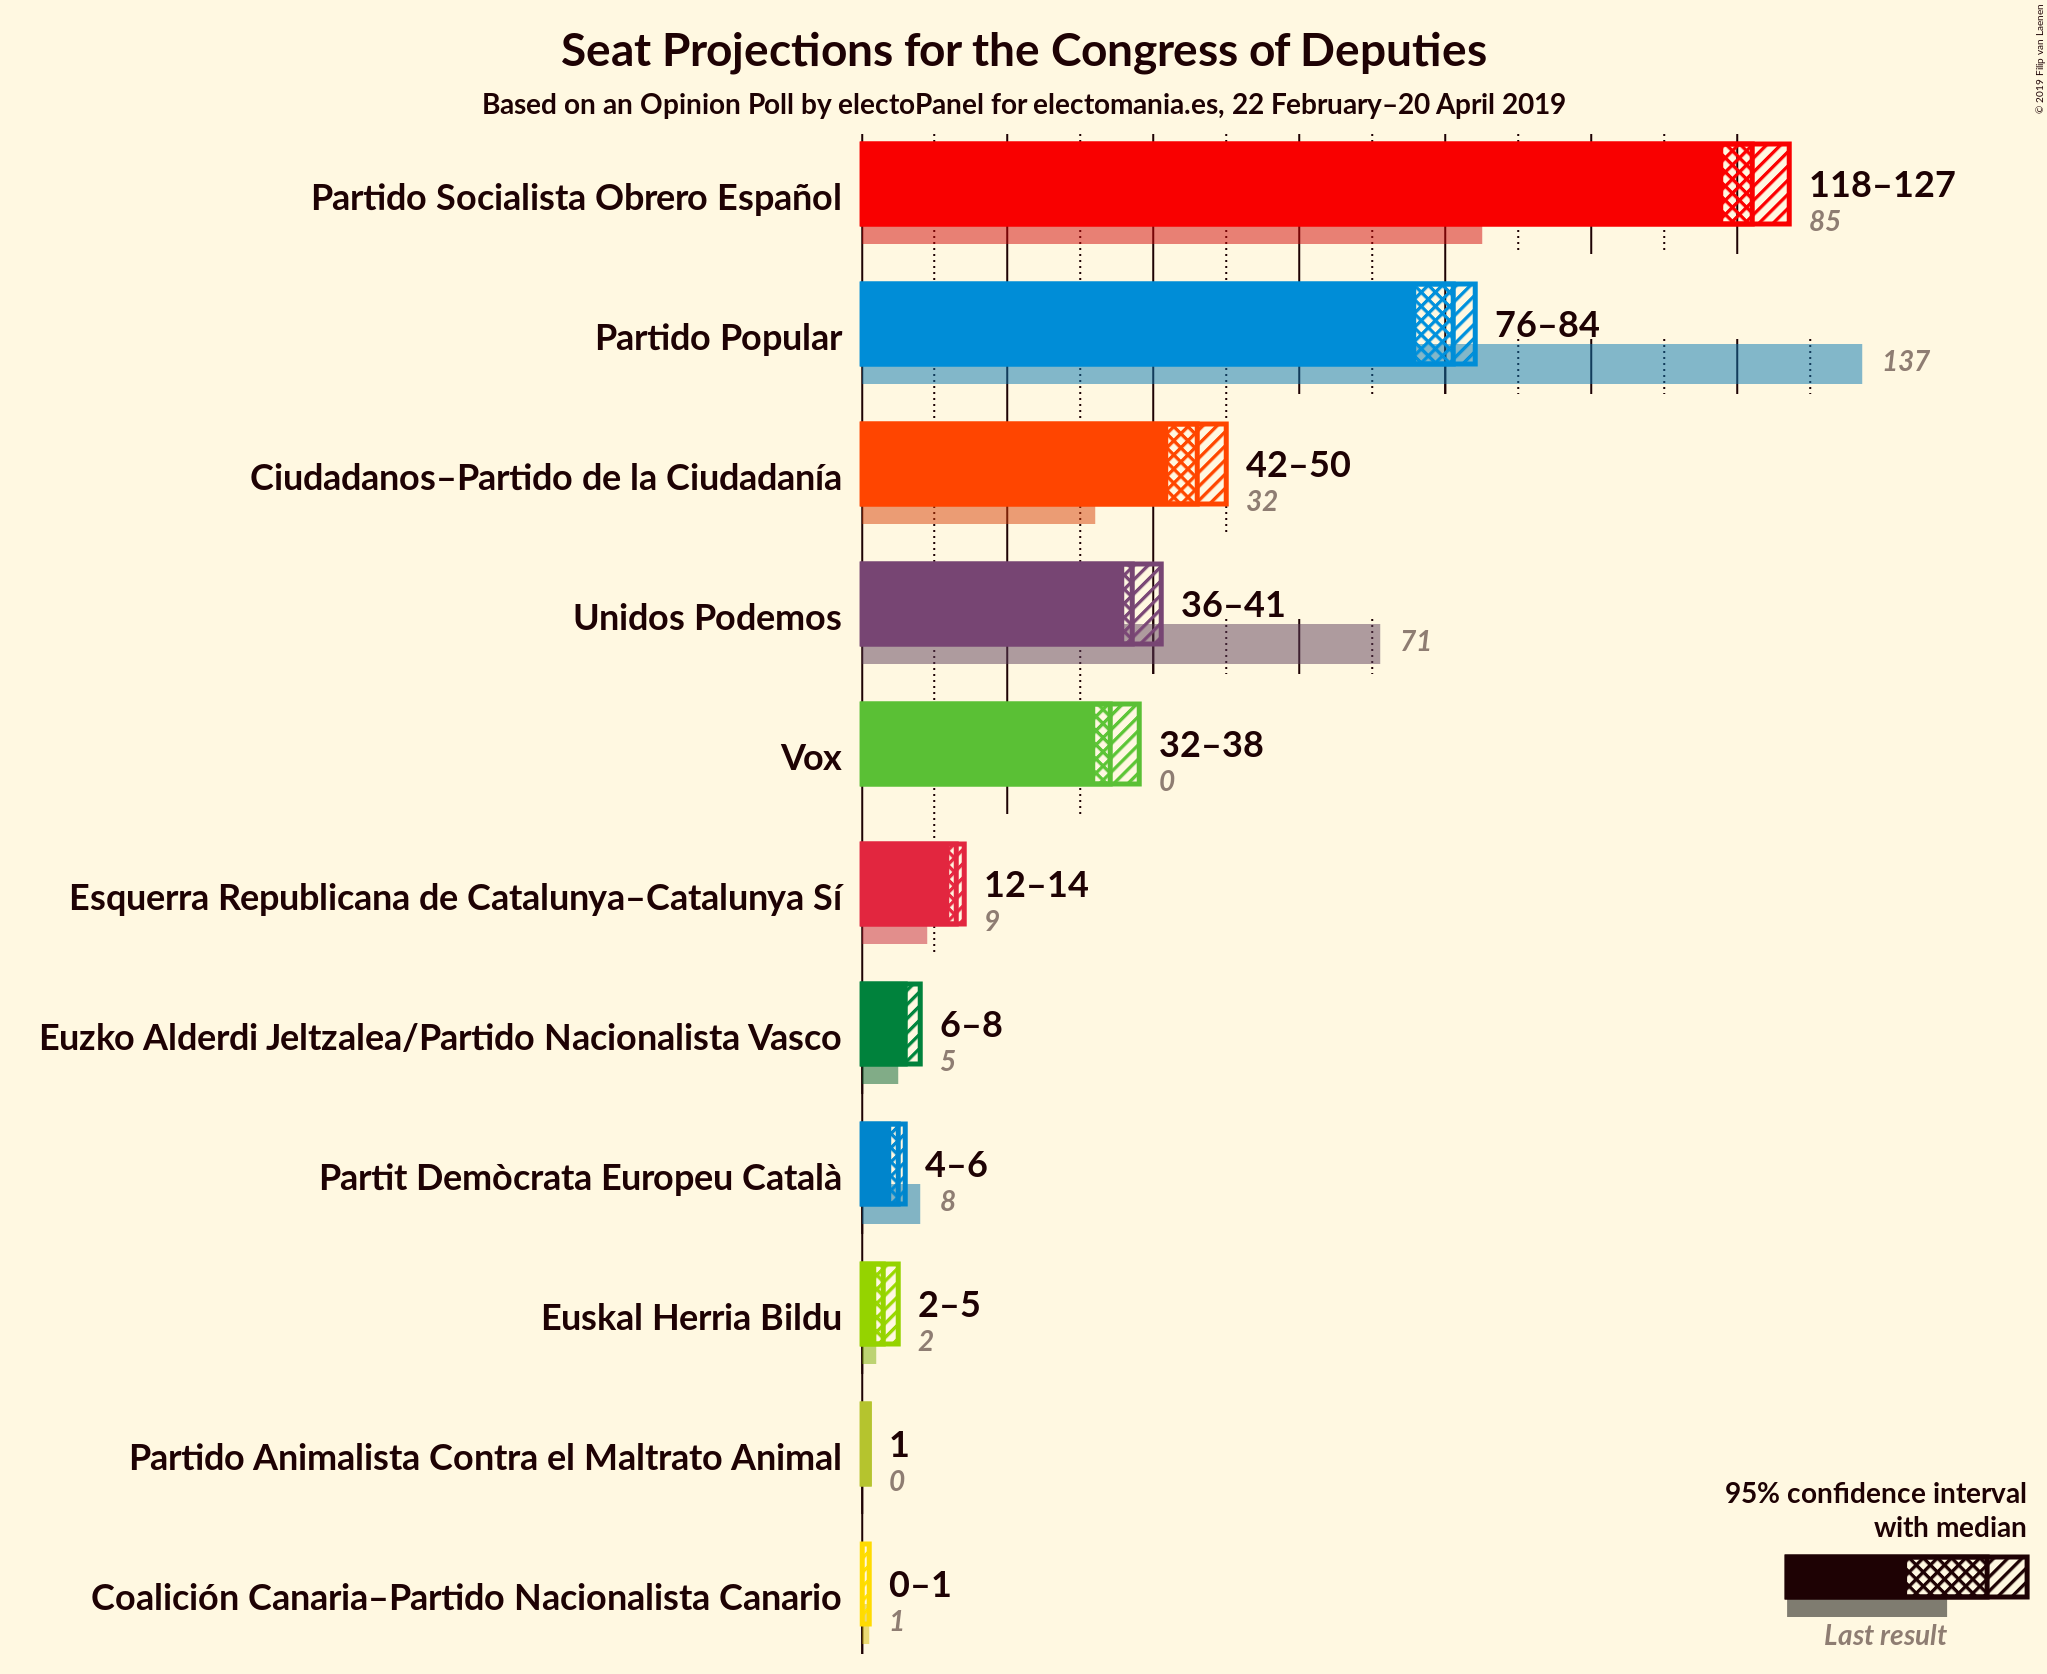 Seat Projections for the Congress of Deputies
Based on an Opinion Poll by electoPanel for electomania.es, 22 February–20 April 2019
© 2019 Filip van Laenen
Partido Socialista Obrero Español
118–127
85
Partido Popular
76–84
137
Ciudadanos–Partido de la Ciudadanía
42–50
32
Unidos Podemos
36–41
71
Vox
32–38
0
Esquerra Republicana de Catalunya–Catalunya Sí
12–14
9
Euzko Alderdi Jeltzalea/Partido Nacionalista Vasco
6–8
5
Partit Demòcrata Europeu Català
4–6
8
Euskal Herria Bildu
2–5
2
Partido Animalista Contra el Maltrato Animal
1
0
Coalición Canaria–Partido Nacionalista Canario
0–1
1
95% confidence interval
with median
Last result